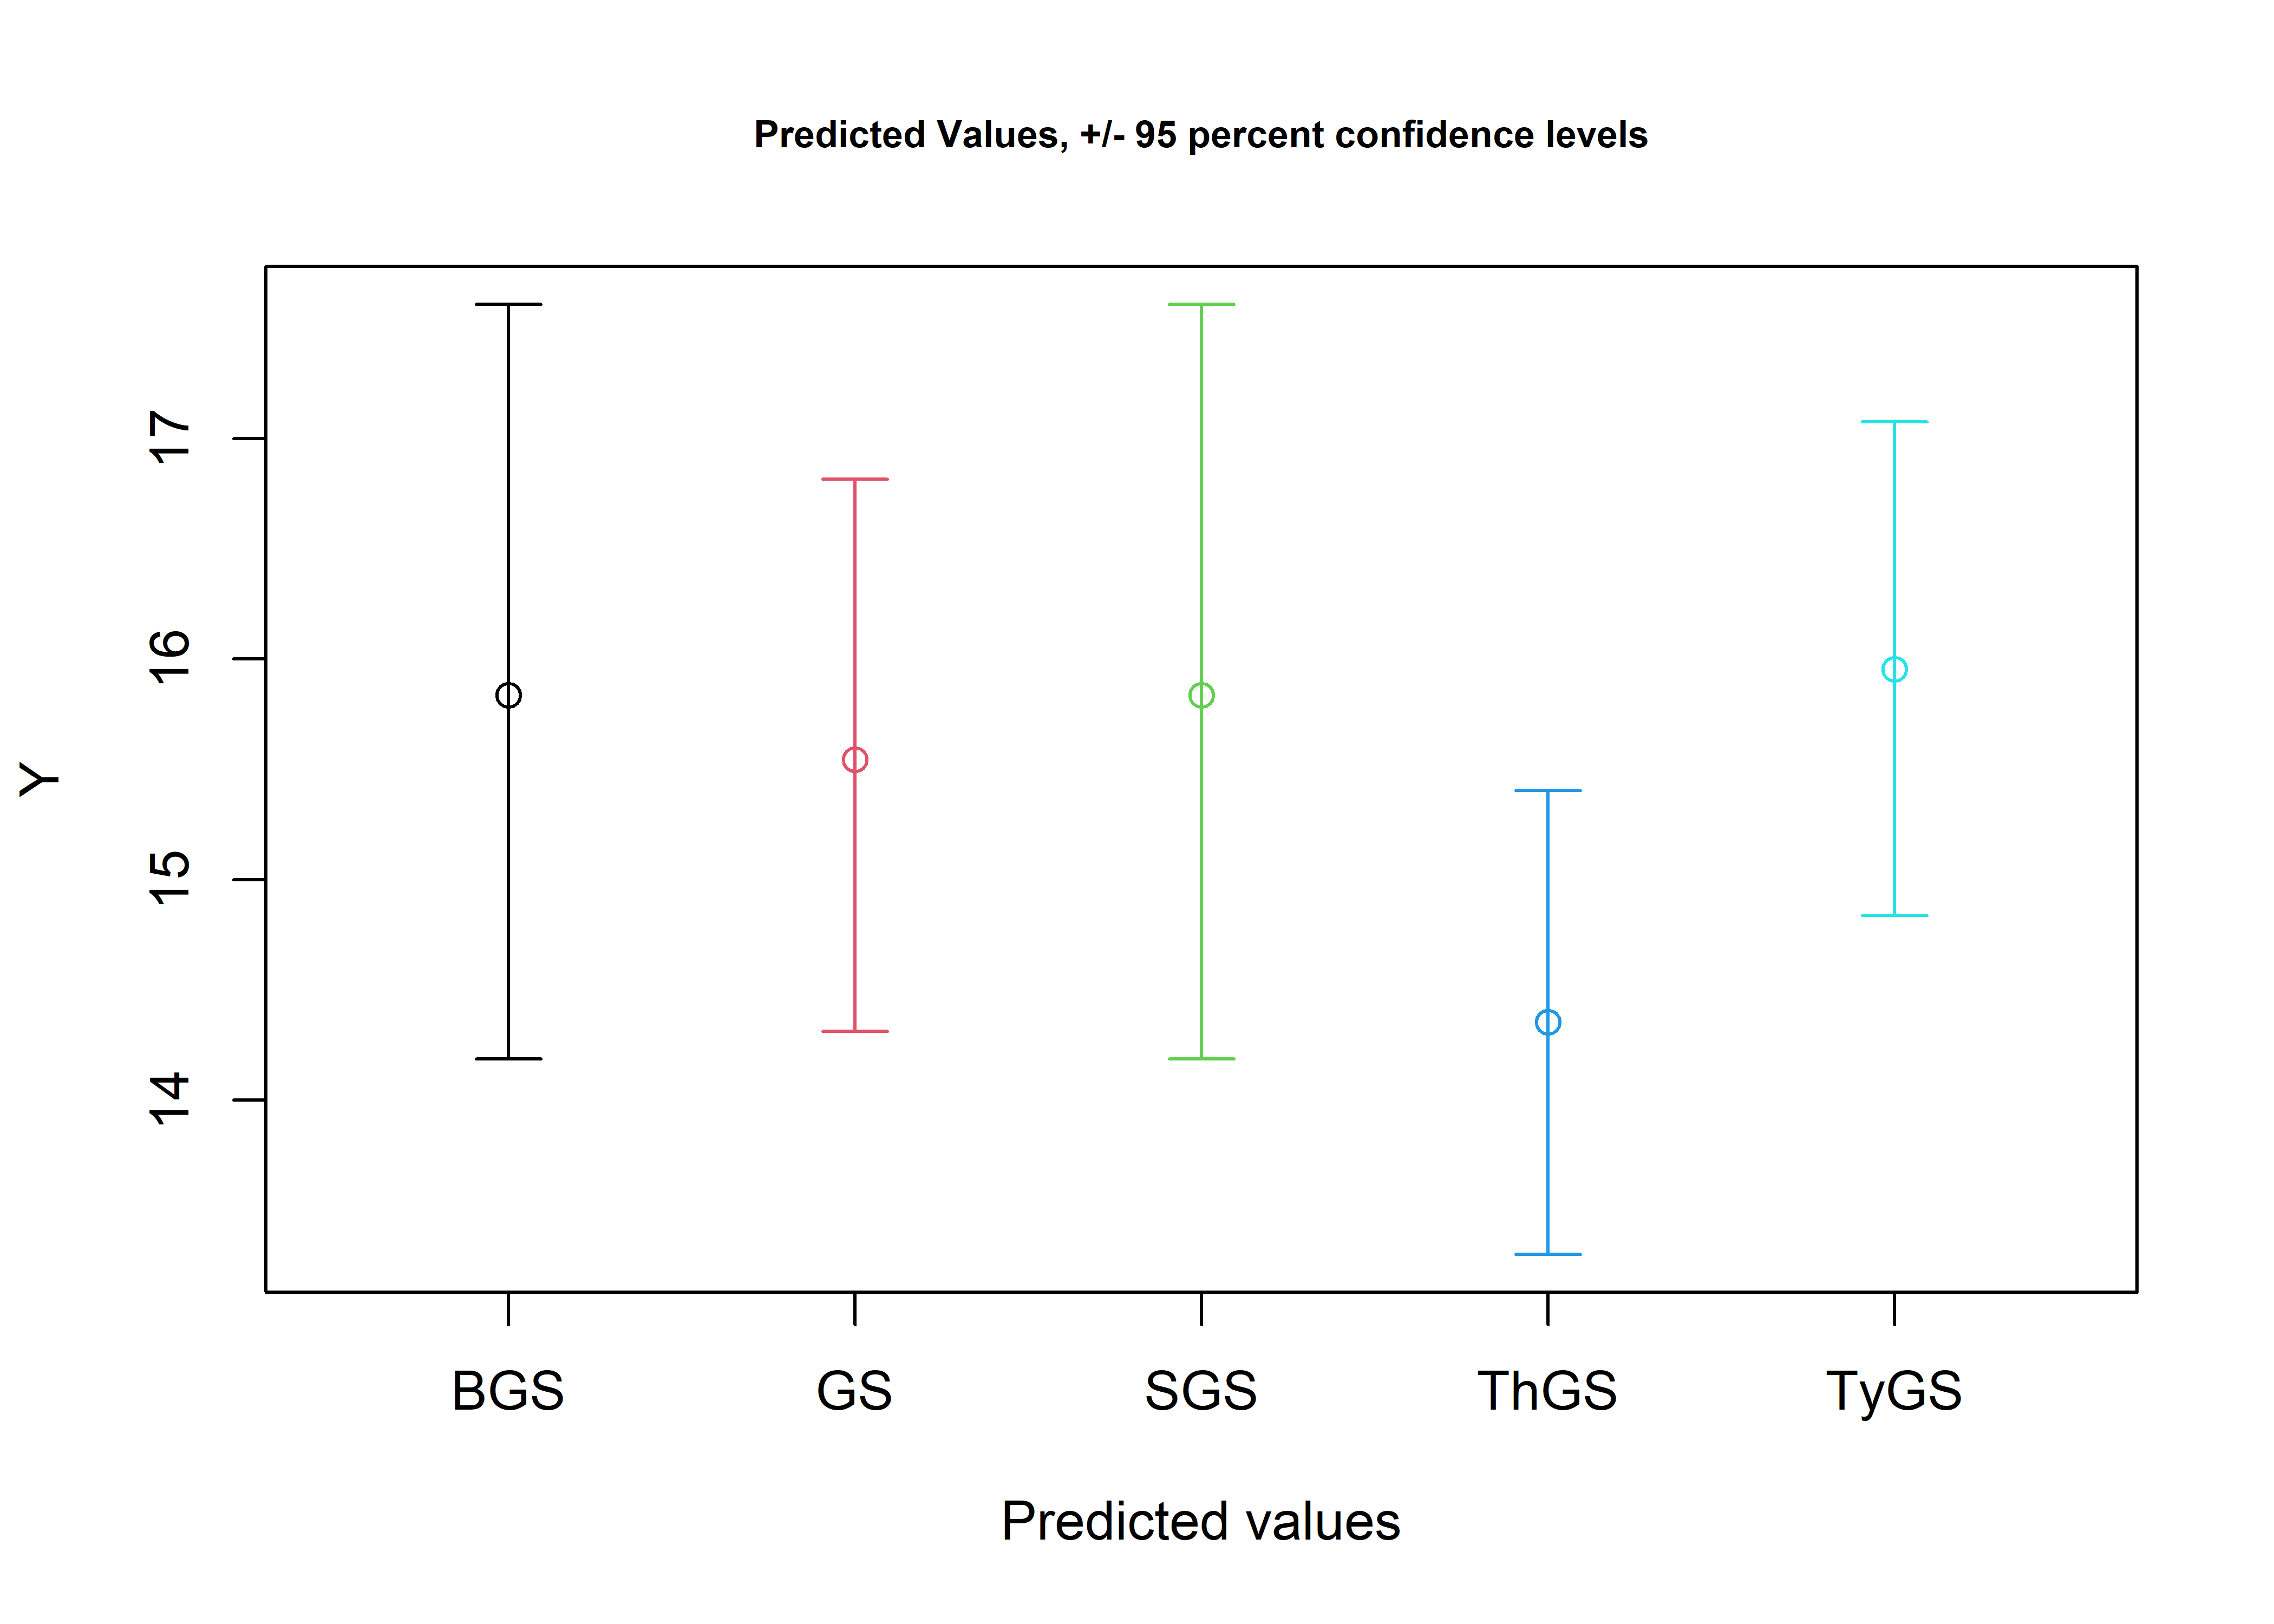 Predicted Values, +/- 95 percent confidence levels
17
16
15
14
Y
BGS GS SGS ThGS TyGS
Predicted values